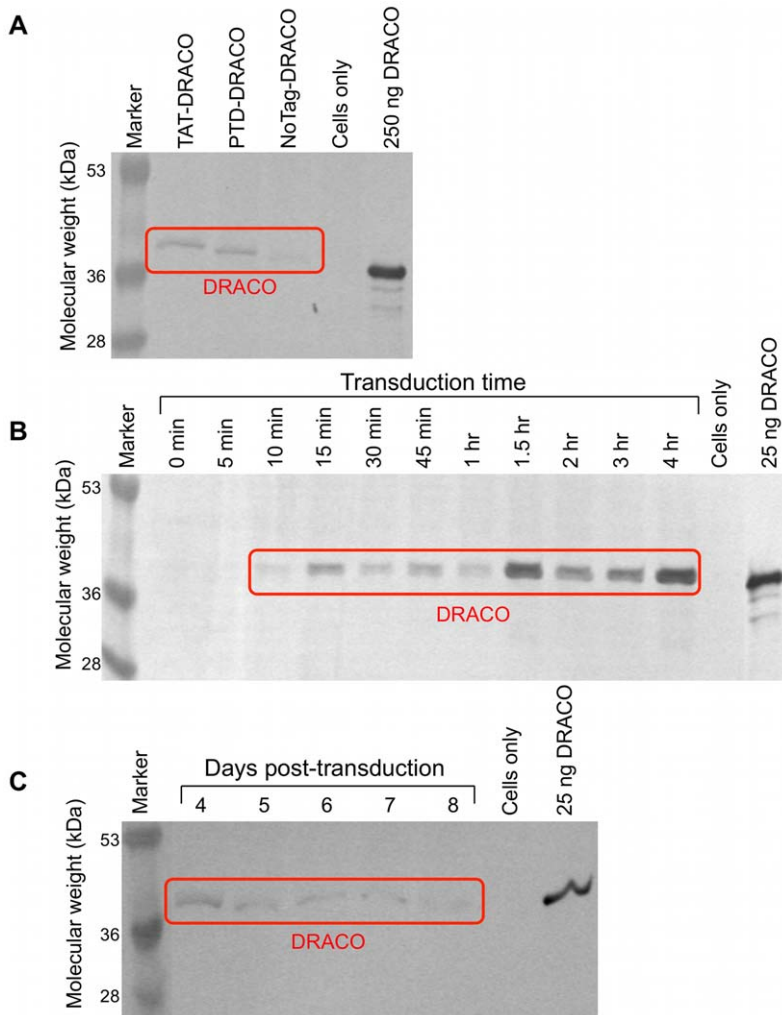 A
Marker
TAT-DRACO
PTD-DRACO
NoTag-DRACO
Cells only
250 ng DRACO
Molecular weight (kDa)
53
36
28
DRACO
Transduction time
B
Marker
0 min
5 min
10 min
15 min
30 min
45 min
1 hr
1.5 hr
2 hr
3 hr
4 hr
Cells only
25 ng DRACO
Molecular weight (kDa)
53
36
28
DRACO
C
Marker
Days post-transduction
4 5 6 7 8
Cells only
25 ng DRACO
Molecular weight (kDa)
53
36
28
DRACO